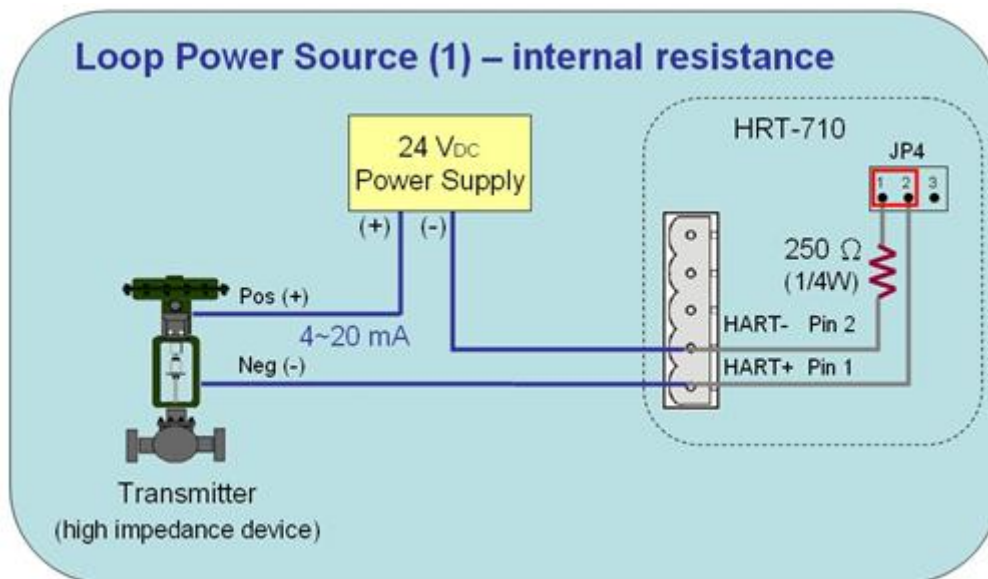 Loop Power Source (1) – internal resistance
24 VDC
Power Supply
(+) (-)
HRT-710
JP4
1 2 3
250 Ω
(1/4W)
Pos (+)
4~20 mA
HART- Pin 2
Neg (-)
HART+ Pin 1
Transmitter
(high impedance device)